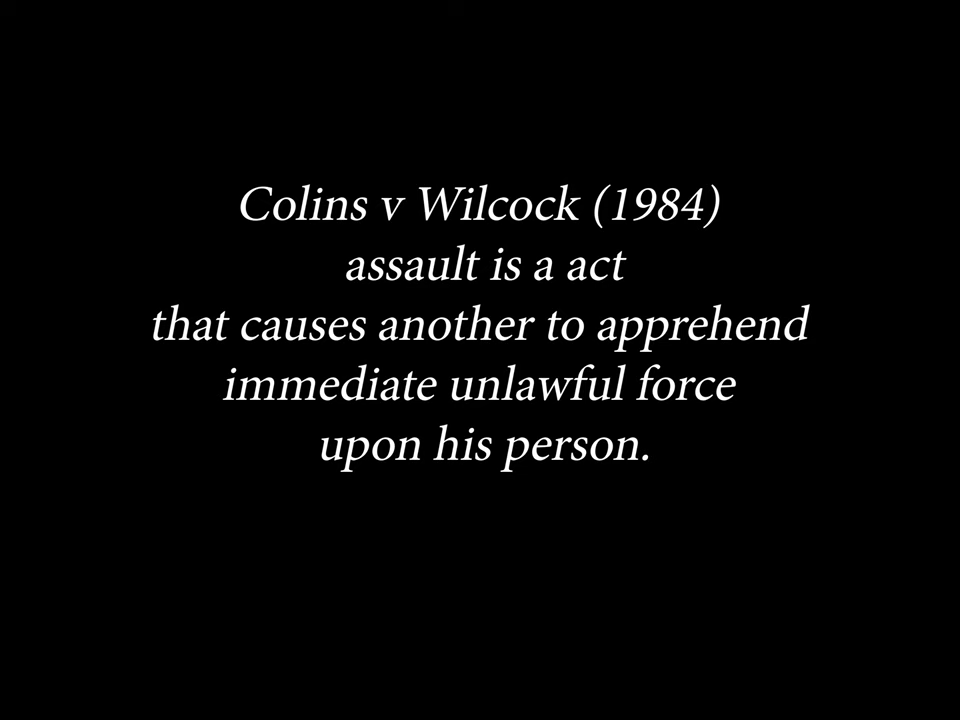 Colins v Wilcock (1984)
assault is a act
that causes another to apprehend
immediate unlawful force
upon his person.